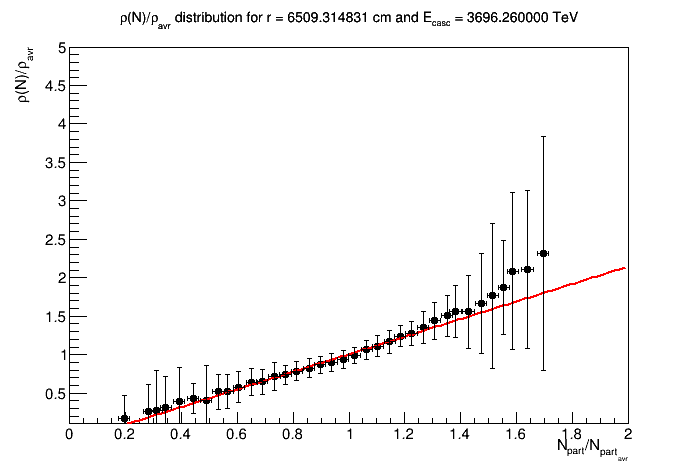 ρ(N)/ρavr distribution for r = 6509.314831 cm and Ecasc = 3696.260000 TeV
ρ(N)/ρavr
5
4.5
4
3.5
3
2.5
2
1.5
1
0.5
0 0.2 0.4 0.6 0.8 1 1.2 1.4 1.6 1.8 2
Npart/Npartavr